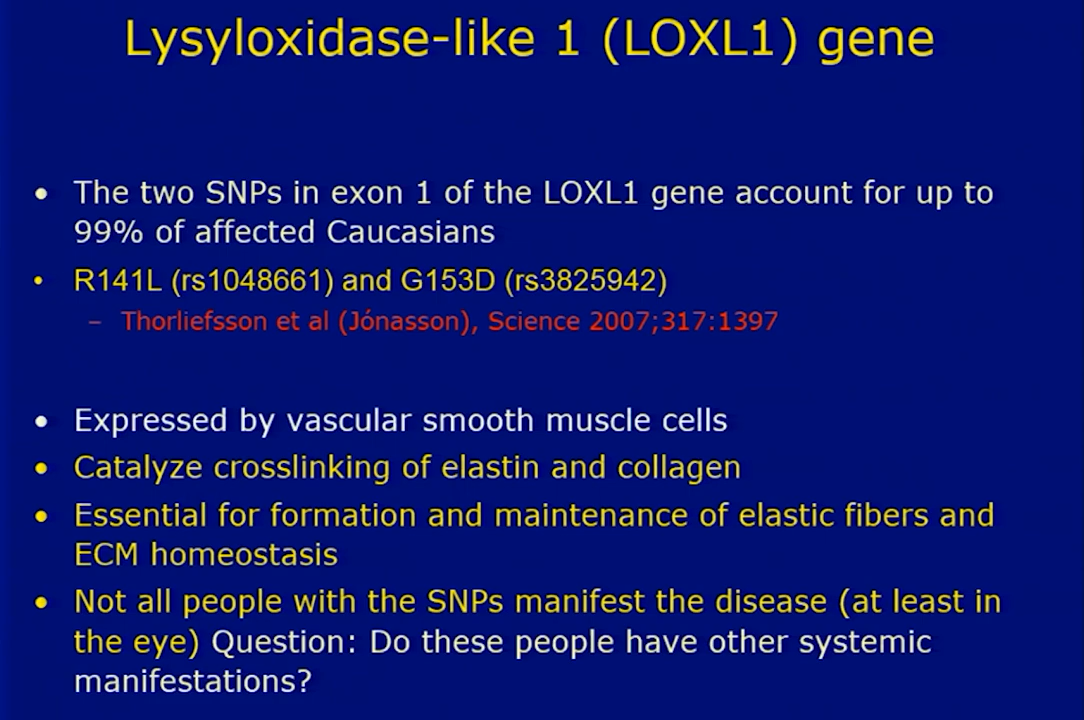 Lysyloxidase-like 1 (LOXL1) gene
• The two SNPs in exon 1 of the LOXL1 gene account for up to
99% of affected Caucasians
• R141L (rs1048661) and G153D (rs3825942)
– Thorliefsson et al (Jónasson), Science 2007;317:1397
• Expressed by vascular smooth muscle cells
• Catalyze crosslinking of elastin and collagen
• Essential for formation and maintenance of elastic fibers and
ECM homeostasis
• Not all people with the SNPs manifest the disease (at least in
the eye) Question: Do these people have other systemic
manifestations?